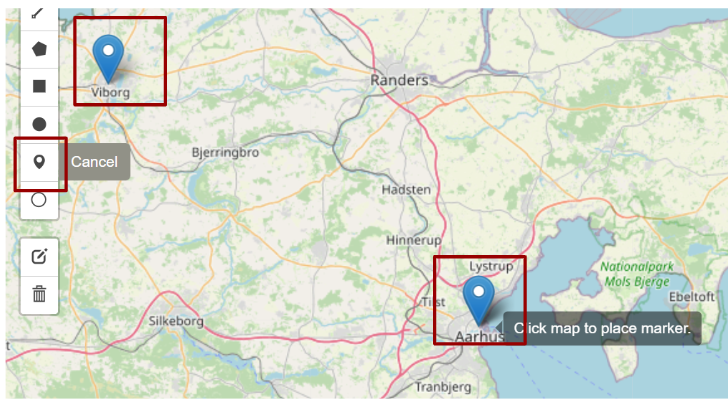 Viborg
Randers
Cancel
Bjerringbro
Hadsten
Hinnerup
Lystrup
Nationalpark
Mols Bjerge
Ebeltoft
Tilst
Silkeborg
Click map to place marker.
Aarhus
t
Tranbjerg